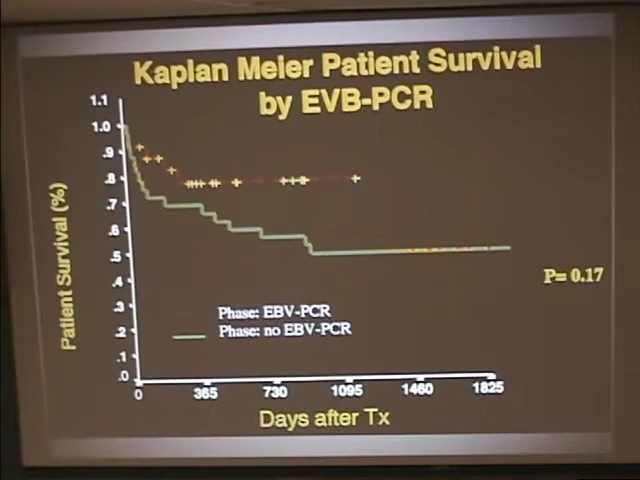 Kaplan Meier Patient Survival
by EVB-PCR
1.1
1.0
.9
.8
.7
.6
.5
.4
.3
.2
.1
.0
Patient Survival (%)
P= 0.17
Phase: EBV-PCR
Phase: no EBV-PCR
0 365 730 1095 1460 1825
Days after Tx